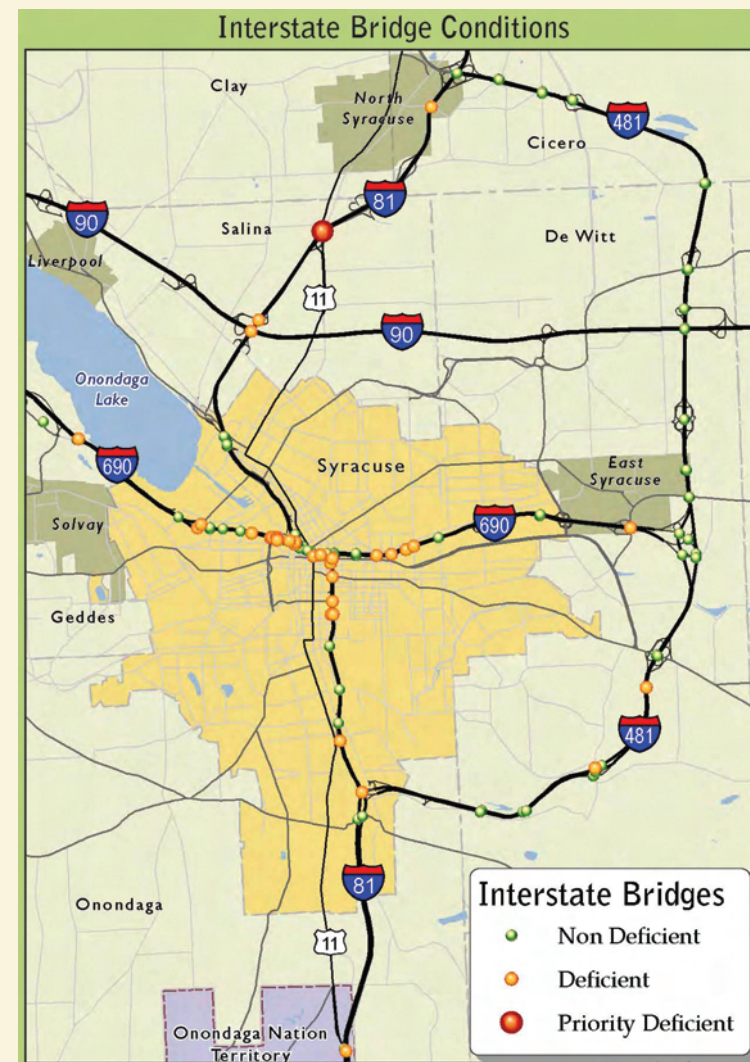 Interstate Bridge Conditions
Clay
North
Syracuse
481
Cicero
81
90
Salina
De Witt
Liverpool
11
90
Onondaga
Lake
690
Syracuse
East
Syracuse
690
Solvay
Geddes
481
81
Onondaga
11
Onondaga Nation
Territory
Interstate Bridges
Non Deficient
Deficient
Priority Deficient